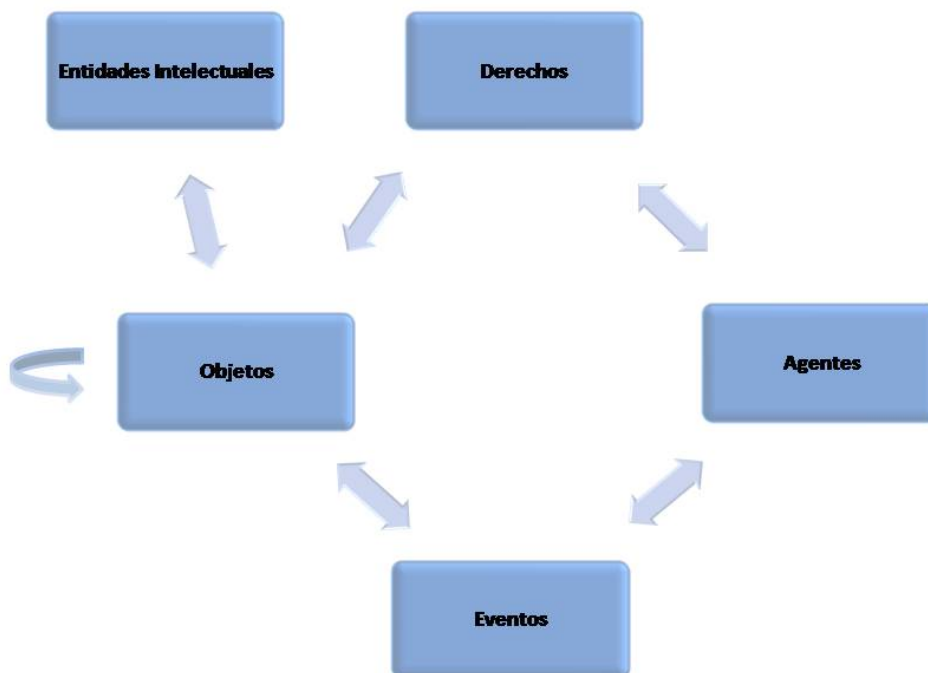 Entidades Intelectuales
Derechos
Objetos
Agentes
Eventos